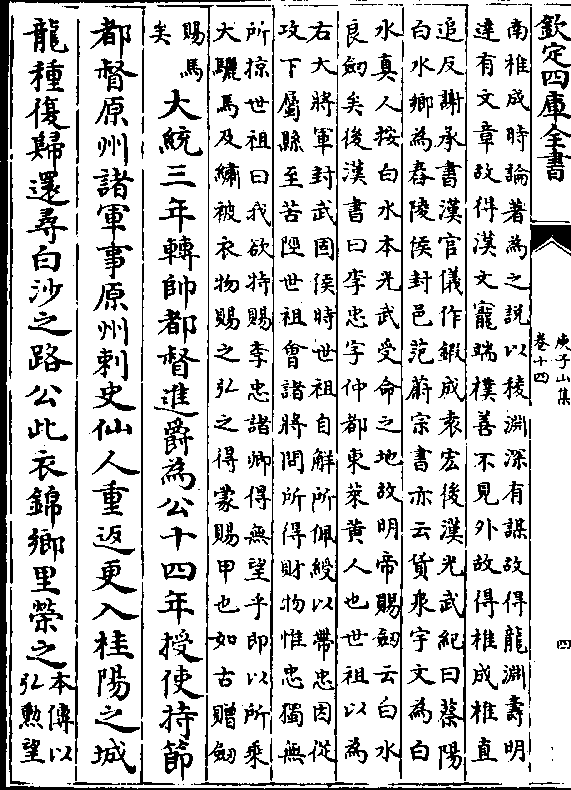 欽定四庫全書
庾子山集
卷十四
四
南椎成時論著為之說以稜淵深有謀故得龍淵壽明
達有文章故得漢文寵端樸善不見外故得椎成椎直
追反謝承書漢官儀作鍛成袁宏後漢光武紀曰蔡陽
白水鄉為舂陵侯封邑范蔚宗書亦云貨泉字文為白
水真人按白水本光武受命之地故明帝賜劒云白水
良劒矣後漢書曰李忠字仲都東萊黄人也世祖以為
右大將軍封武固侯時世祖自解所佩綬以帶忠因從
攻下屬縣至苦陘世祖會諸將問所得財物惟忠獨無
所掠世祖曰我欲特賜李忠諸卿得無望乎即以所乘
大驪馬及繡被衣物賜之弘之得蒙賜甲也如古贈劒
賜馬
矣
大統三年轉帥都督進爵為公十四年授使持節
都督原州諸軍事原州刺史仙人重返更入桂陽之城
龍種復歸還尋白沙之路公此衣錦鄉里榮之
本傳以
弘勲望